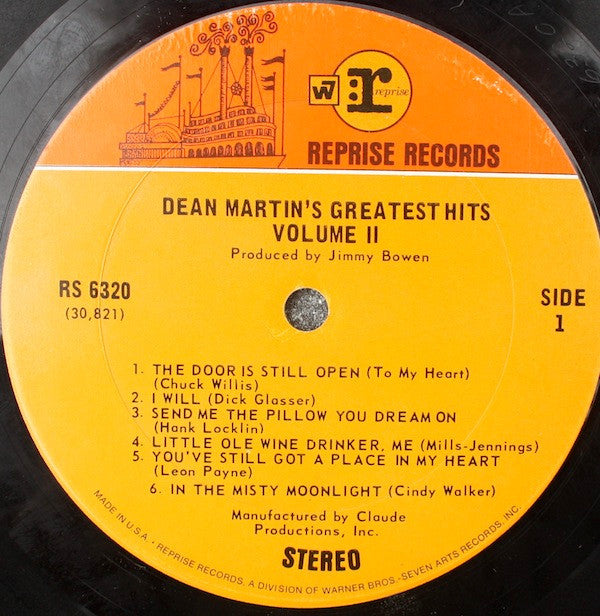 W7 r reprise
REPRISE RECORDS
DEAN MARTIN'S GREATEST HITS
VOLUME II
Produced by Jimmy Bowen
RS 6320
(30,821)
SIDE
1
1. THE DOOR IS STILL OPEN (To My Heart)
(Chuck Willis)
2. I WILL (Dick Glasser)
3. SEND ME THE PILLOW YOU DREAM ON
(Hank Locklin)
4. LITTLE OLE WINE DRINKER, ME (Mills-Jennings)
5. YOU'VE STILL GOT A PLACE IN MY HEART
(Leon Payne)
6. IN THE MISTY MOONLIGHT (Cindy Walker)
Manufactured by Claude
Productions, Inc.
STEREO
MADE IN U.S.A. • REPRISE RECORDS, A DIVISION OF WARNER BROS.-SEVEN ARTS RECORDS, INC.